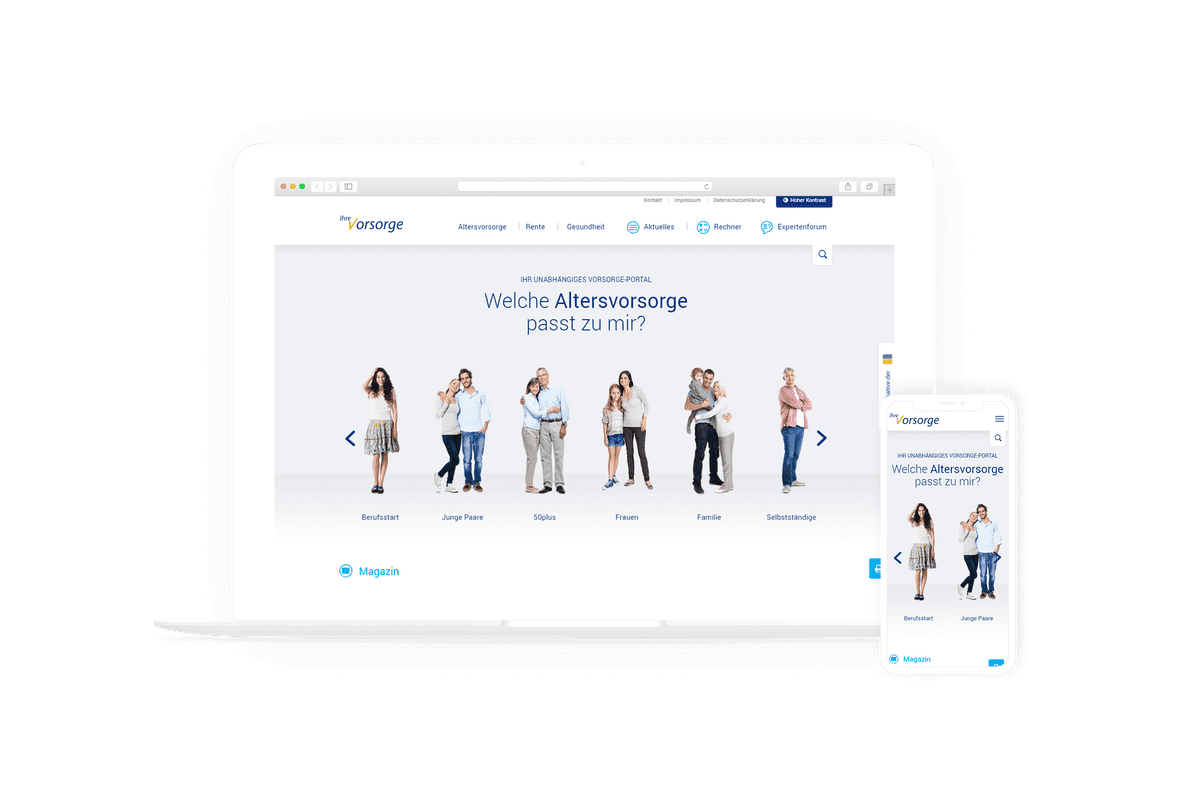 Kontakt | Impressum | Datenschutzerklärung Hoher Kontrast
Ihre Vorsorge
Altersvorsorge | Rente | Gesundheit Aktuelles | Rechner Expertenforum
IHR UNABHÄNGIGES VORSORGE-PORTAL
Welche Altersvorsorge
passt zu mir?
Berufsstart Junge Paare 50plus Frauen Familie Selbstständige
Magazin
der
Ihre Vorsorge
IHR UNABHÄNGIGES VORSORGE-PORTAL
Welche Altersvorsorge
passt zu mir?
Berufsstart Junge Paare
Magazin